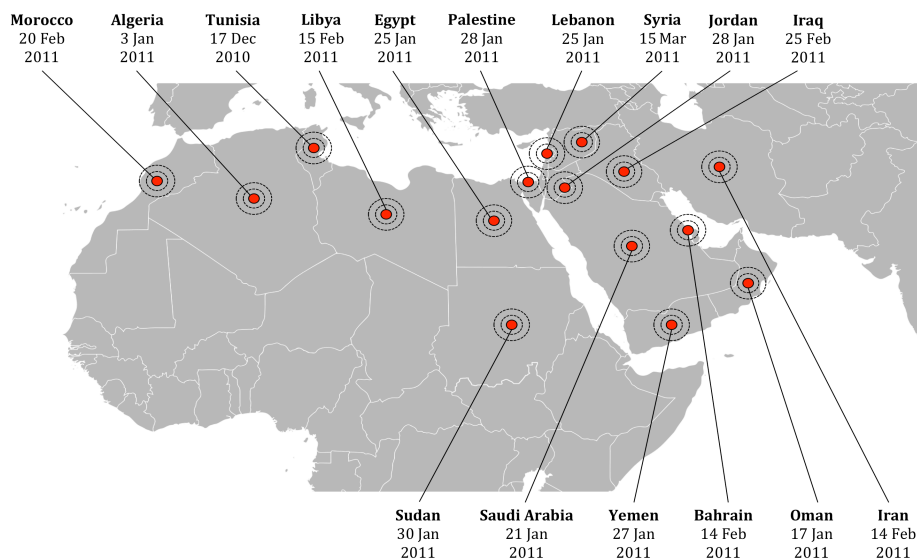 Morocco
20 Feb
2011
Algeria
3 Jan
2011
Tunisia
17 Dec
2010
Libya
15 Feb
2011
Egypt
25 Jan
2011
Palestine
28 Jan
2011
Lebanon
25 Jan
2011
Syria
15 Mar
2011
Jordan
28 Jan
2011
Iraq
25 Feb
2011
Sudan
30 Jan
2011
Saudi Arabia
21 Jan
2011
Yemen
27 Jan
2011
Bahrain
14 Feb
2011
Oman
17 Jan
2011
Iran
14 Feb
2011